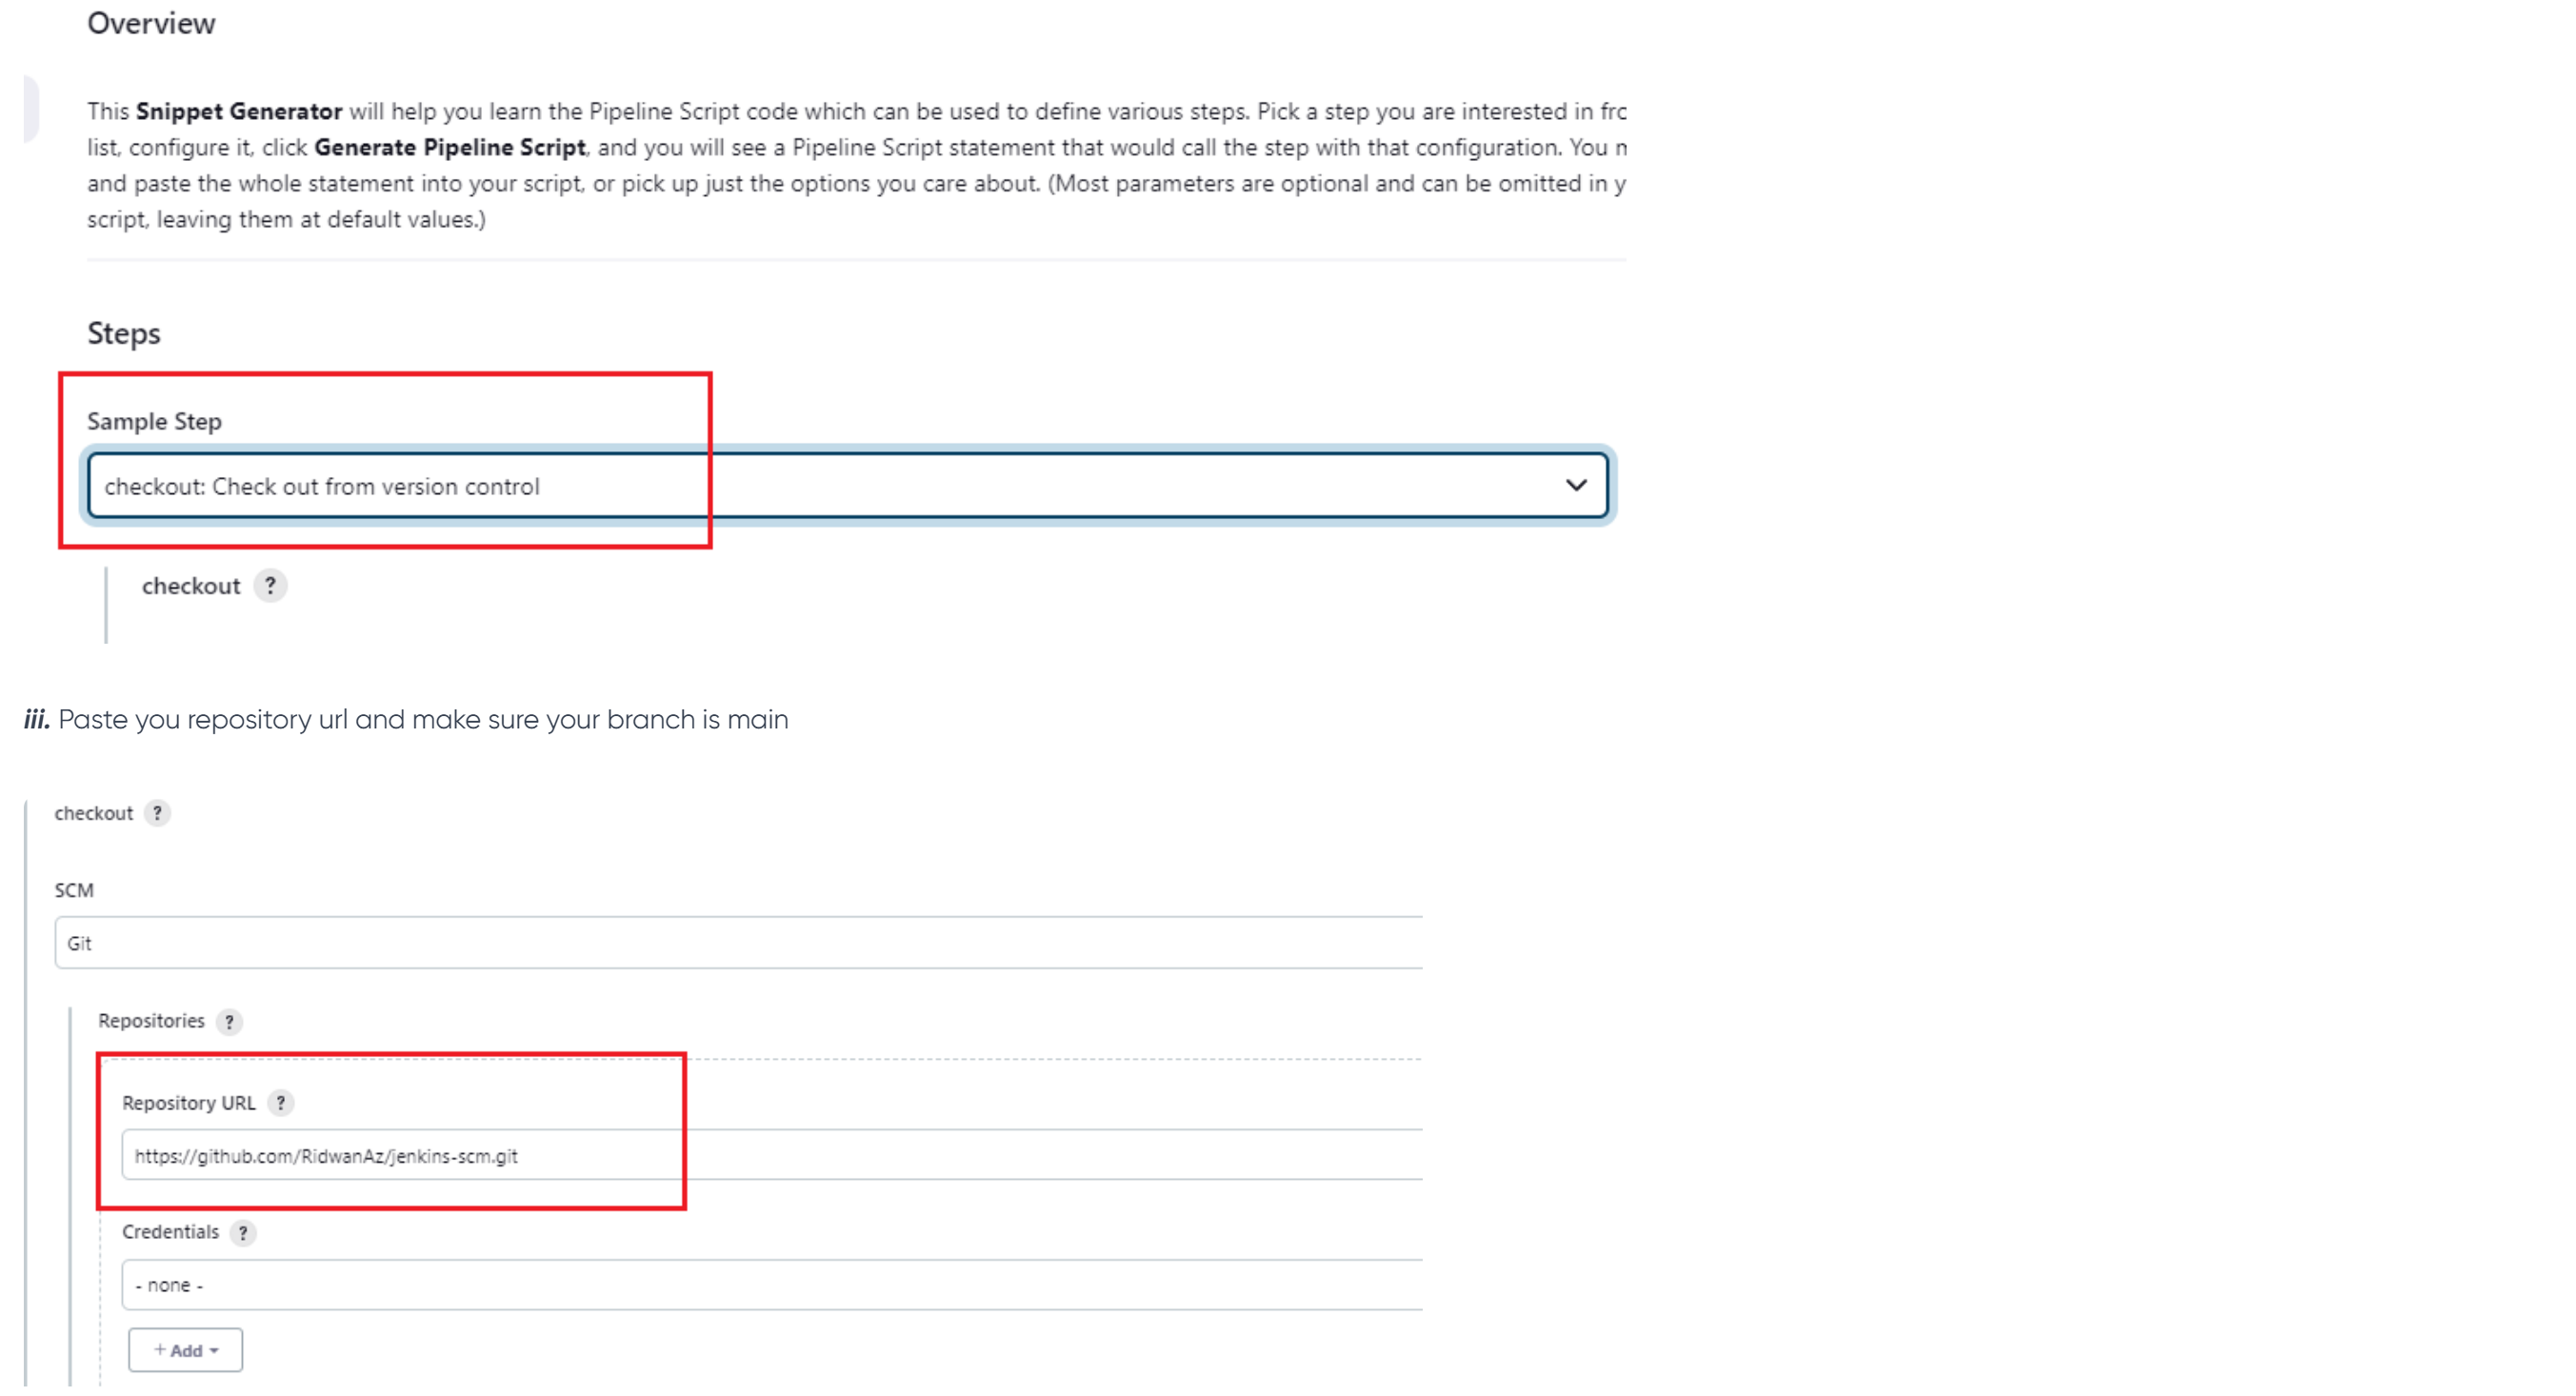 Overview
This Snippet Generator will help you learn the Pipeline Script code which can be used to define various steps. Pick a step you are interested in
list, configure it, click Generate Pipeline Script, and you will see a Pipeline Script statement that would call the step with that configuration. You
and paste the whole statement into your script, or pick up just the options you care about. (Most parameters are optional and can be omitted in
script, leaving them at default values.)
Steps
Sample Step
checkout: Check out from version control
checkout ?
iii. Paste you repository url and make sure your branch is main
checkout ?
SCM
Git
Repositories ?
Repository URL ?
https://github.com/RidwanAz/jenkins-scm.git
Credentials ?
- none -
+ Add